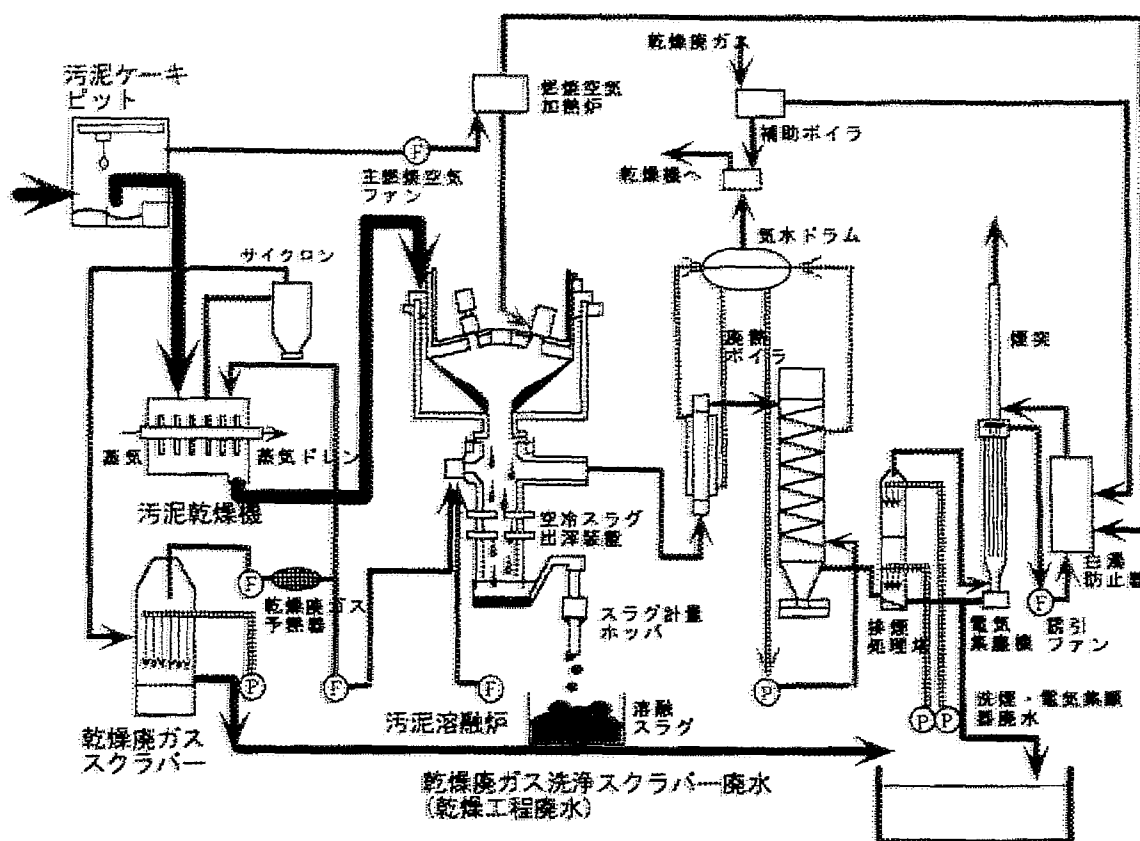 汚泥ケーキ
ピット
燃焼空気
加熱炉
乾燥廃ガス
補助ボイラ
F
主燃焼空気
ファン
乾燥機へ
サイクロン
気水ドラム
廃熱
ボイラ
煙突
蒸気
蒸気ドレン
汚泥乾燥機
空冷スラグ
出滓装置
白煙
防止器
F
乾燥廃ガス
予熱器
スラグ計量
ホッパ
排煙
処理塔
電気
集塵機
F
誘引
ファン
P
F
F
P
P
P
汚泥溶融炉
溶融
スラグ
洗煙・電気集塵
器廃水
乾燥廃ガス
スクラバー
乾燥廃ガス洗浄スクラバー廃水
(乾燥工程廃水)